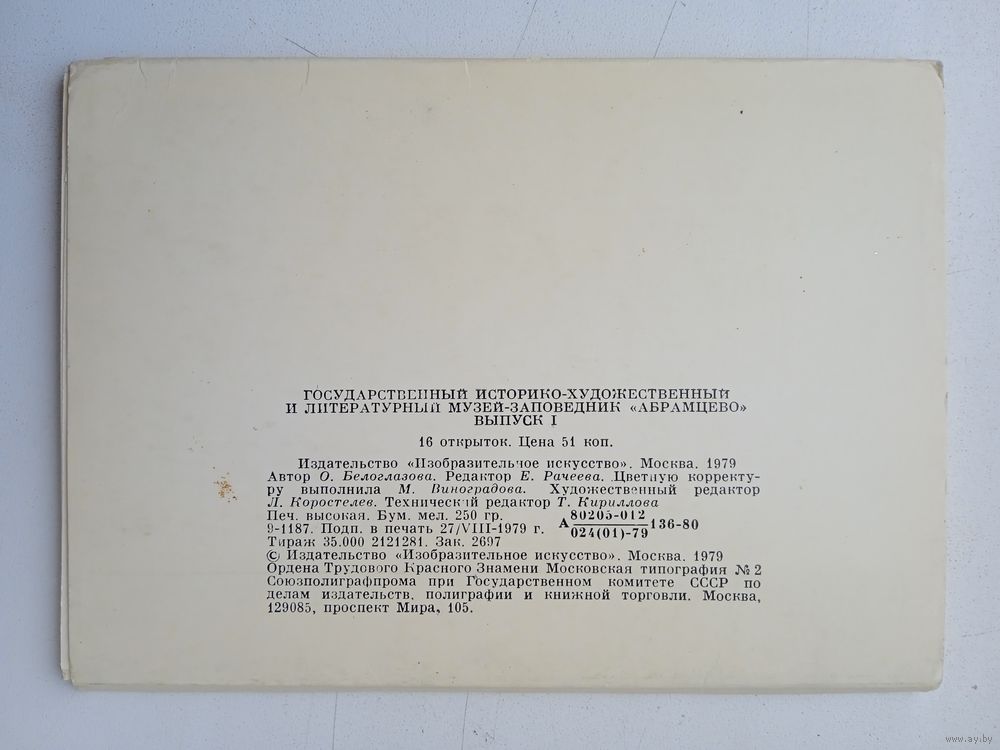 ГОСУДАРСТВЕННЫЙ ИСТОРИКО-ХУДОЖЕСТВЕННЫЙ
И ЛИТЕРАТУРНЫЙ МУЗЕЙ-ЗАПОВЕДНИК «АБРАМЦЕВО»
ВЫПУСК I
16 открыток. Цена 51 коп.
Издательство «Изобразительное искусство». Москва. 1979
Автор О. Белоглазова. Редактор Е. Рачеева. Цветную корректу-
ру выполнила М. Виноградова. Художественный редактор
Л. Коростелев. Технический редактор Т. Кириллова
Печ. высокая. Бум. мел. 250 гр.
9-1187. Подп. в печать 27/VIII-1979 г.
Тираж 35.000 2121281. Зак. 2697
А 80205-012 / 024(01)-79 136-80
© Издательство «Изобразительное искусство». Москва. 1979
Ордена Трудового Красного Знамени Московская типография № 2
Союзполиграфпрома при Государственном комитете СССР по
делам издательств, полиграфии и книжной торговли. Москва,
129085, проспект Мира, 105.
www.ay.by